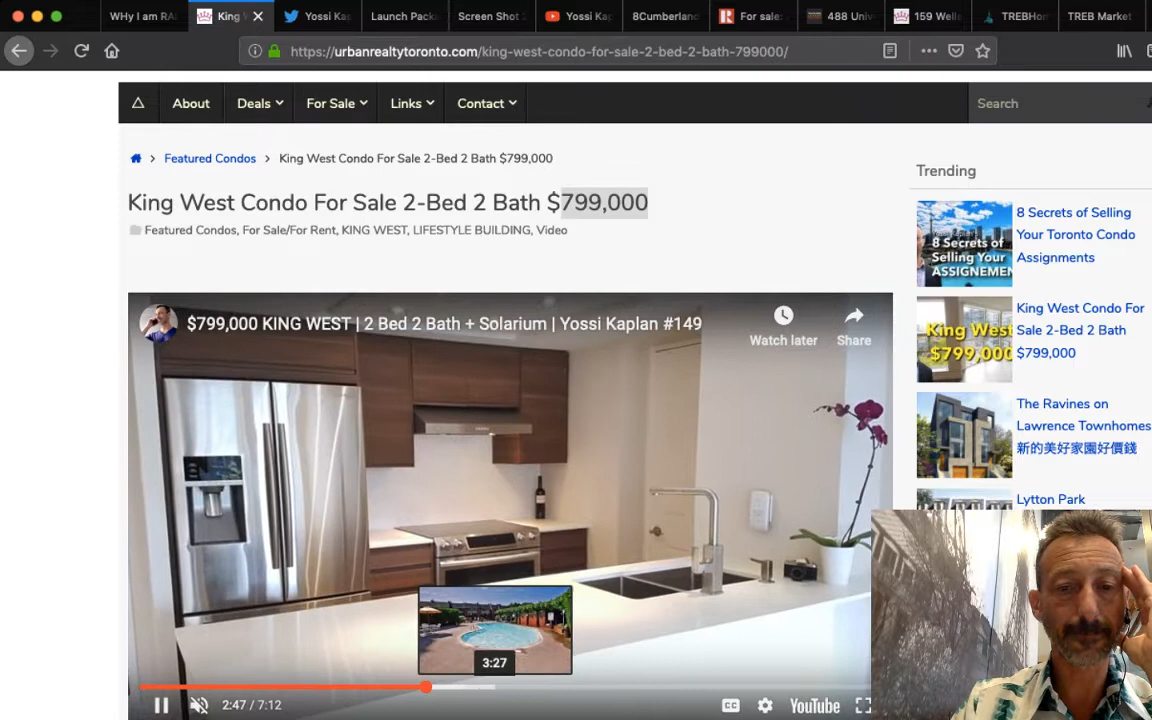 WHy I am RA
King W
Yossi Kap
Launch Pack
Screen Shot
Yossi Kap
8Cumberlan
For sale:
488 Univ
159 Welle
TREBHom
TREB Market
https://urbanrealtytoronto.com/king-west-condo-for-sale-2-bed-2-bath-799000/
About Deals For Sale Links Contact
Search
Featured Condos King West Condo For Sale 2-Bed 2 Bath $799,000
King West Condo For Sale 2-Bed 2 Bath $799,000
Featured Condos, For Sale/For Rent, KING WEST, LIFESTYLE BUILDING, Video
$799,000 KING WEST | 2 Bed 2 Bath + Solarium | Yossi Kaplan #149
Watch later
Share
3:27
2:47 / 7:12
CC
YouTube
Trending
8 Secrets of
Selling Your
ASSIGNEMEN
8 Secrets of Selling
Your Toronto Condo
Assignments
King West
$799,000
King West Condo For
Sale 2-Bed 2 Bath
$799,000
The Ravines on
Lawrence Townhomes
新的美好家園好價錢
Lytton Park